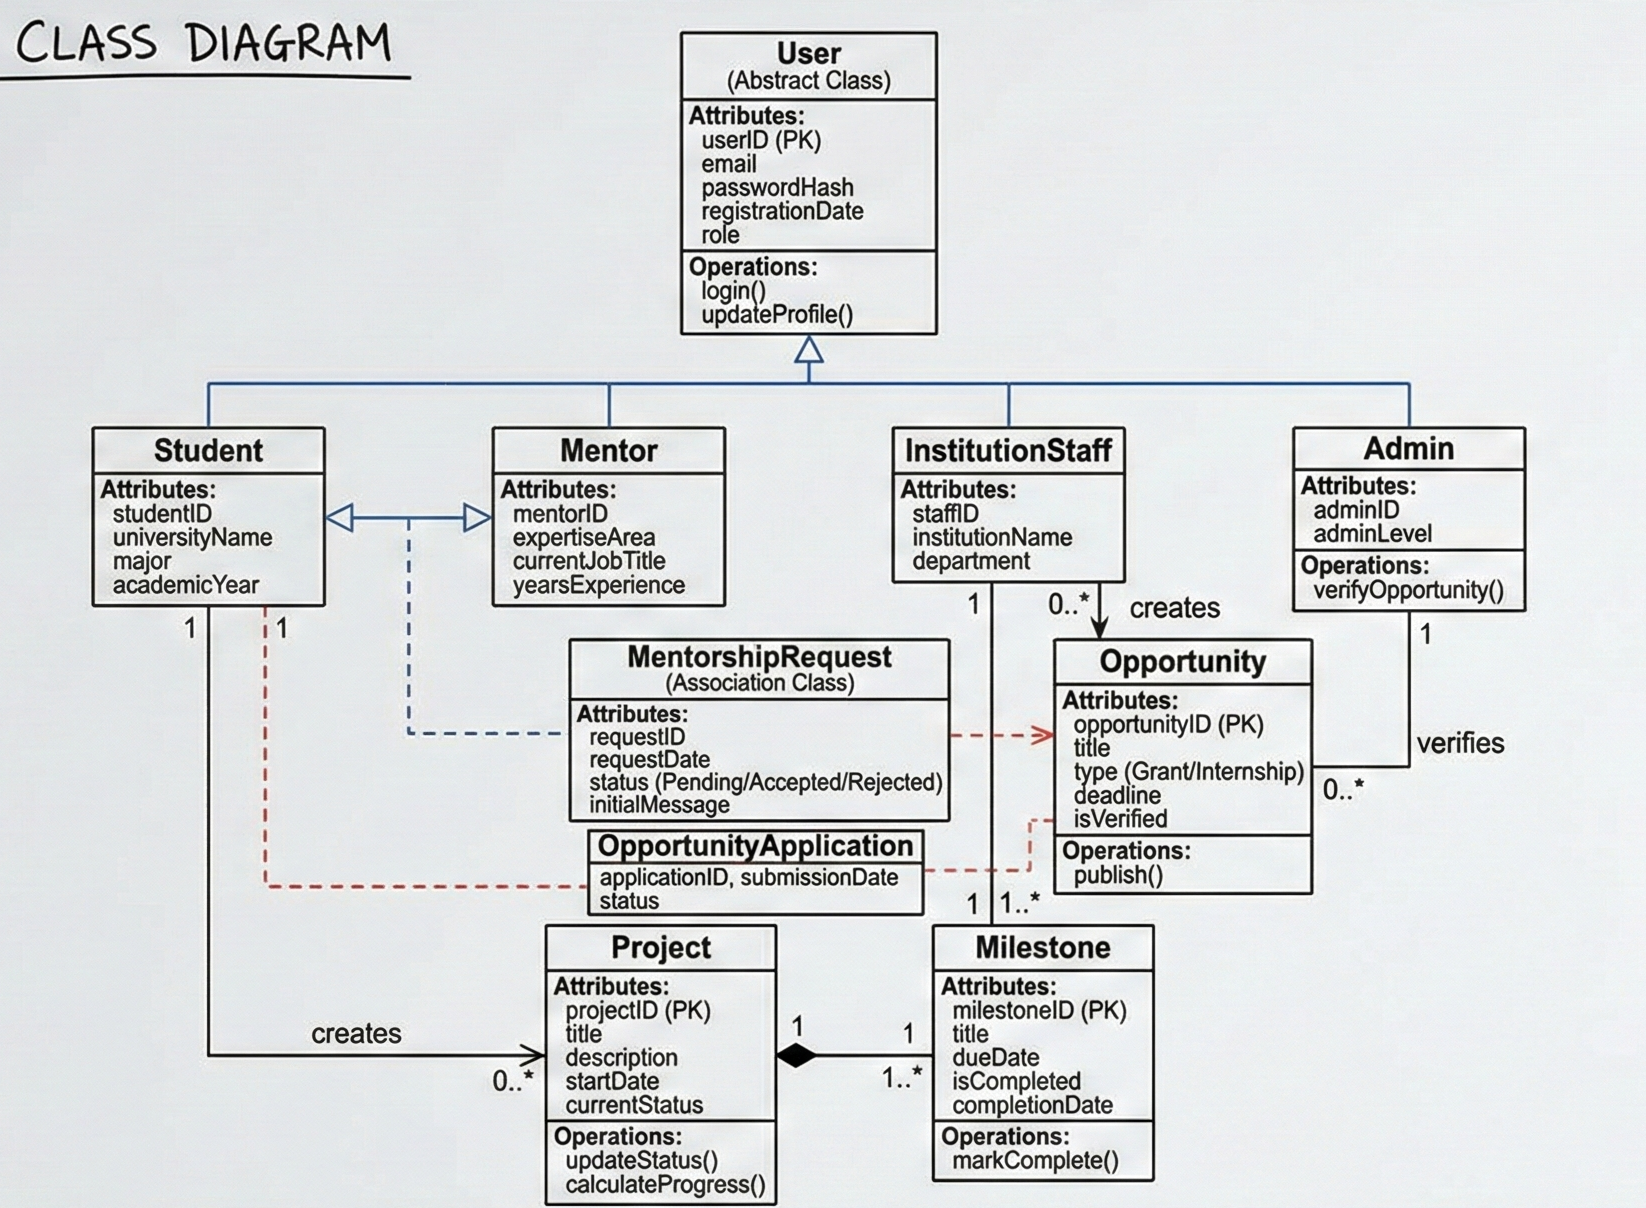 CLASS DIAGRAM
User
(Abstract Class)
Attributes:
userID (PK)
email
passwordHash
registrationDate
role
Operations:
login()
updateProfile()
Student
Attributes:
studentID
universityName
major
academicYear
Mentor
Attributes:
mentorID
expertiseArea
currentJobTitle
yearsExperience
InstitutionStaff
Attributes:
staffID
institutionName
department
Admin
Attributes:
adminID
adminLevel
Operations:
verifyOpportunity()
1
1
1
0..*
creates
1
MentorshipRequest
(Association Class)
Attributes:
requestID
requestDate
status (Pending/Accepted/Rejected)
initialMessage
Opportunity
Attributes:
opportunityID (PK)
title
type (Grant/Internship)
deadline
isVerified
Operations:
publish()
verifies
0..*
OpportunityApplication
applicationID, submissionDate
status
1
1..*
Project
Attributes:
projectID (PK)
title
description
startDate
currentStatus
Operations:
updateStatus()
calculateProgress()
creates
0..*
1
1
1..*
Milestone
Attributes:
milestoneID (PK)
title
dueDate
isCompleted
completionDate
Operations:
markComplete()